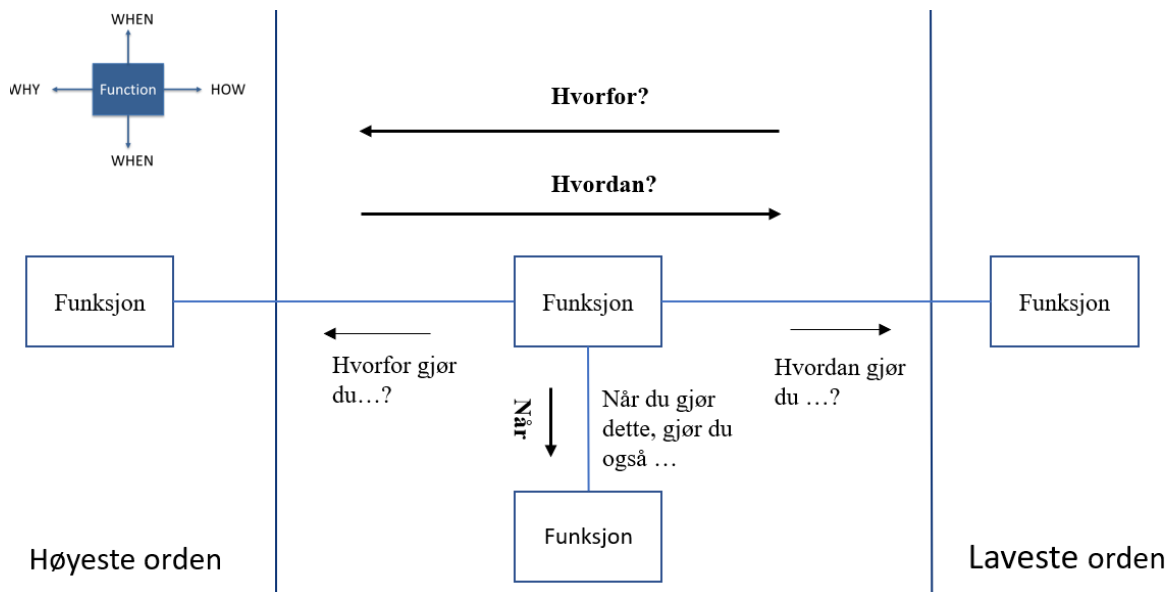 WHEN
WHY
Function
HOW
WHEN
Hvorfor?
Hvordan?
Funksjon
Funksjon
Funksjon
Hvorfor gjør
du…?
Hvordan gjør
du …?
Når
Når du gjør
dette, gjør du
også …
Funksjon
Høyeste orden
Laveste orden